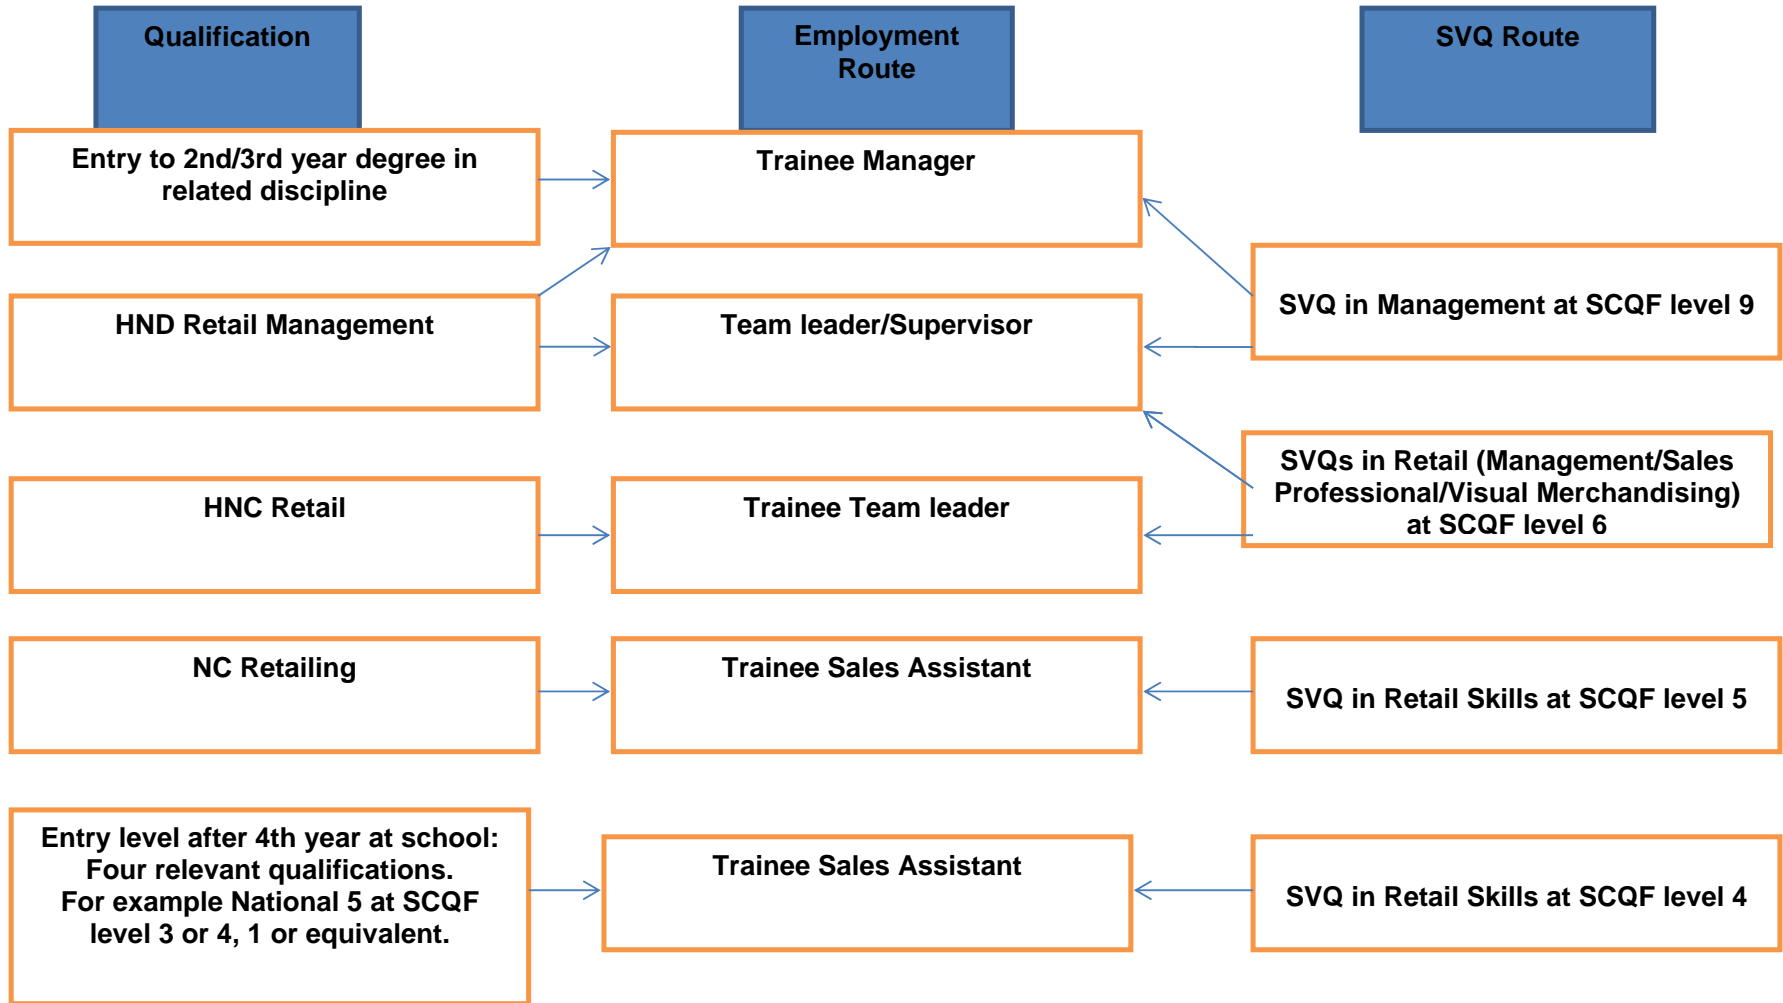 Qualification
Employment
Route
SVQ Route
Entry to 2nd/3rd year degree in
related discipline
Trainee Manager
HND Retail Management
Team leader/Supervisor
SVQ in Management at SCQF level 9
HNC Retail
Trainee Team leader
SVQs in Retail (Management/Sales
Professional/Visual Merchandising)
at SCQF level 6
NC Retailing
Trainee Sales Assistant
SVQ in Retail Skills at SCQF level 5
Entry level after 4th year at school:
Four relevant qualifications.
For example National 5 at SCQF
level 3 or 4, 1 or equivalent.
Trainee Sales Assistant
SVQ in Retail Skills at SCQF level 4